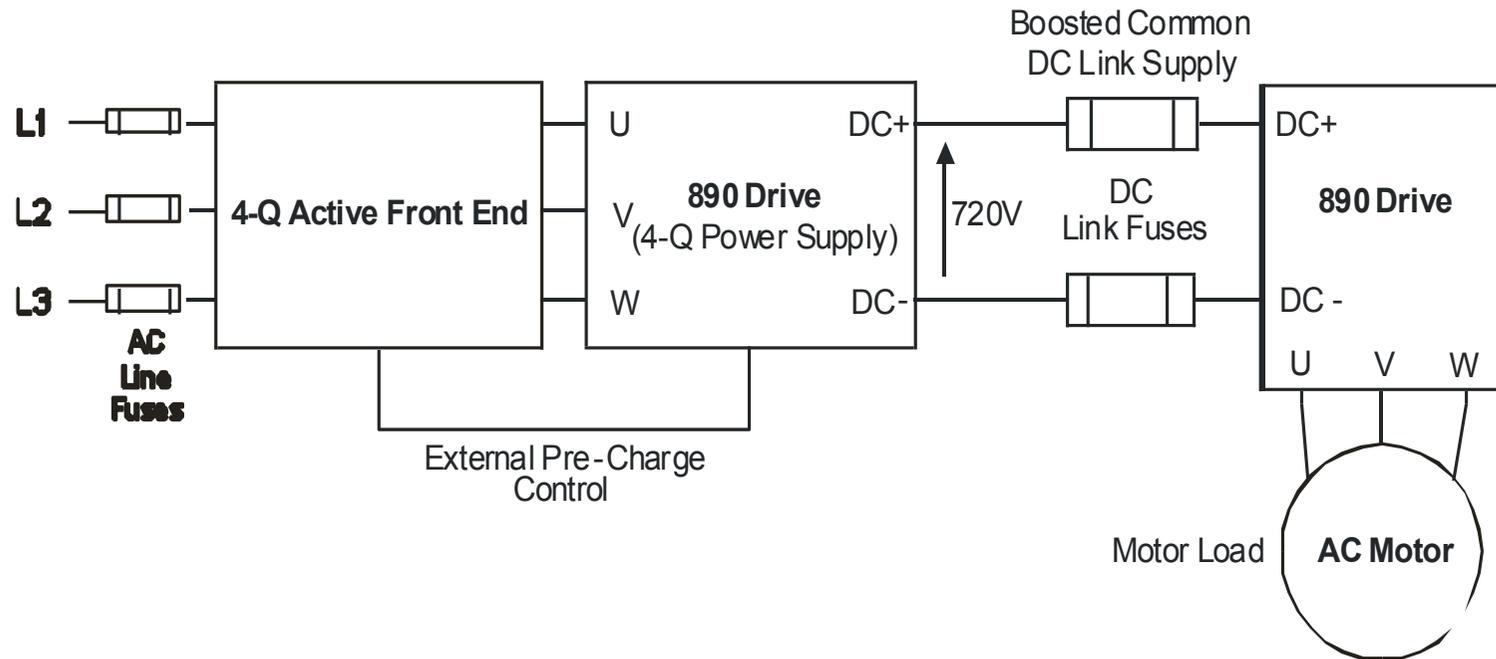 Boosted Common
DC Link Supply
L1
U
DC+
DC+
L2
4-Q Active Front End
V
890 Drive
(4-Q Power Supply)
720V
DC
Link Fuses
890 Drive
L3
W
DC-
DC -
AC
Line
Fuses
U V W
External Pre-Charge
Control
Motor Load
AC Motor